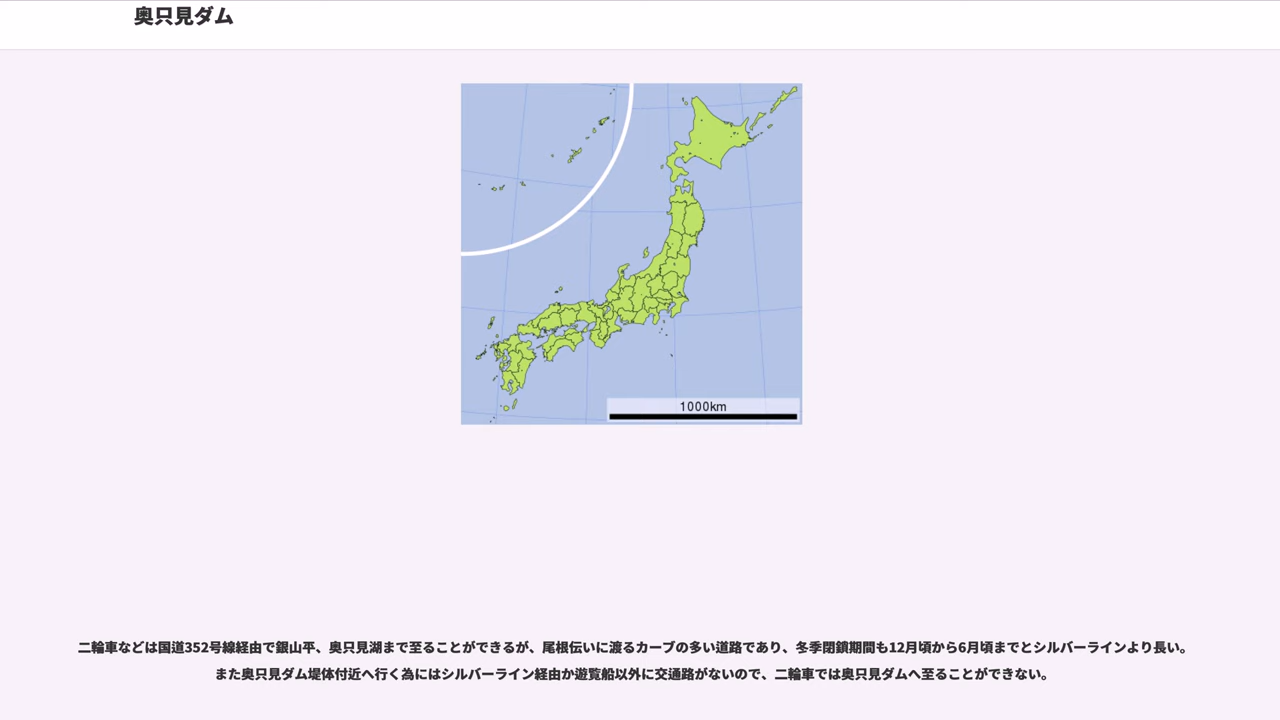 奥只見ダム
1000km
二輪車などは国道352号線経由で銀山平、奥只見湖まで至ることができるが、尾根伝いに渡るカーブの多い道路であり、冬季閉鎖期間も12月頃から6月頃までとシルバーラインより長い。
また奥只見ダム堤体付近へ行く為にはシルバーライン経由か遊覧船以外に交通路がないので、二輪車では奥只見ダムへ至ることができない。